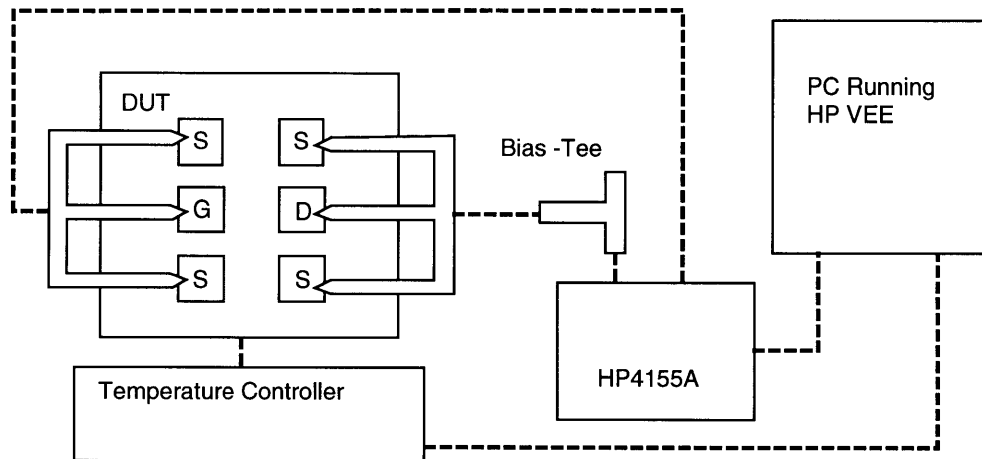 DUT
S
S
G
D
S
S
Bias -Tee
PC Running
HP VEE
HP4155A
Temperature Controller